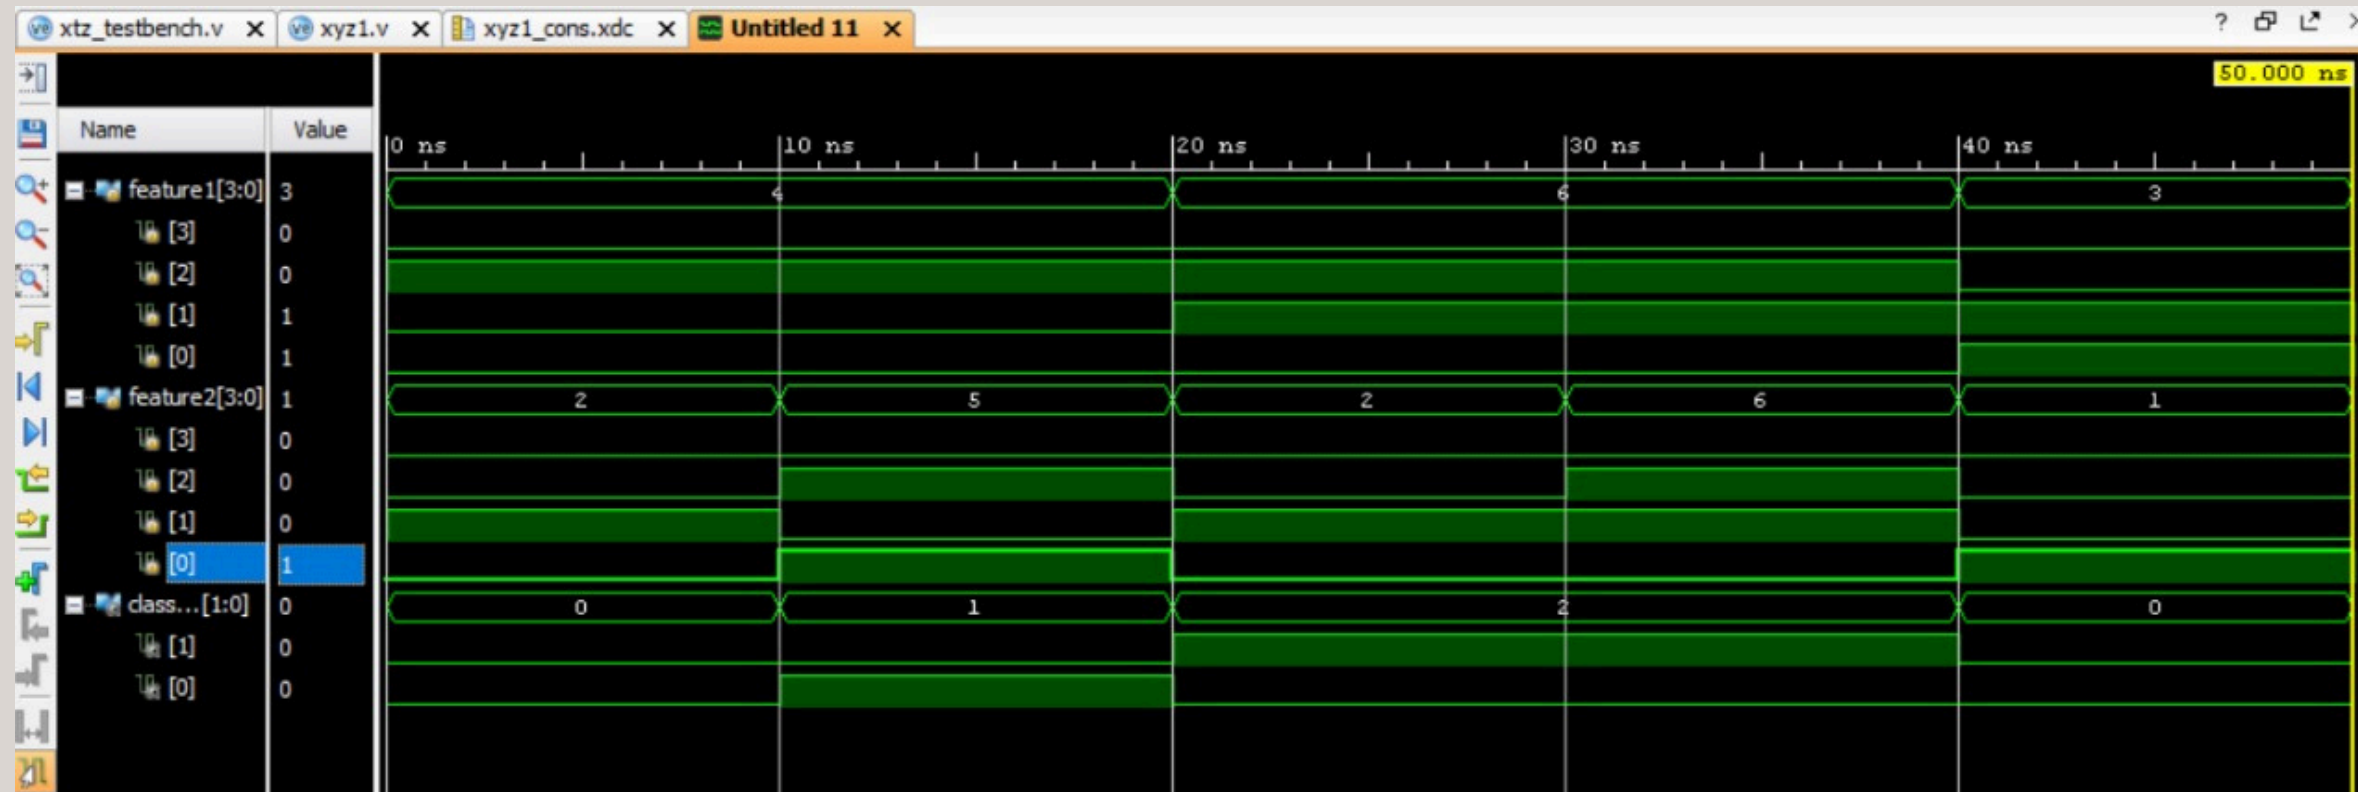 xtz_testbench.v xyz1.v xyz1_cons.xdc Untitled 11
50.000 ns
Name Value
0 ns 10 ns 20 ns 30 ns 40 ns
feature1[3:0] 3 4 6 3
[3] 0
[2] 0
[1] 1
[0] 1
feature2[3:0] 1 2 5 2 6 1
[3] 0
[2] 0
[1] 0
[0] 1
class...[1:0] 0 0 1 2 0
[1] 0
[0] 0